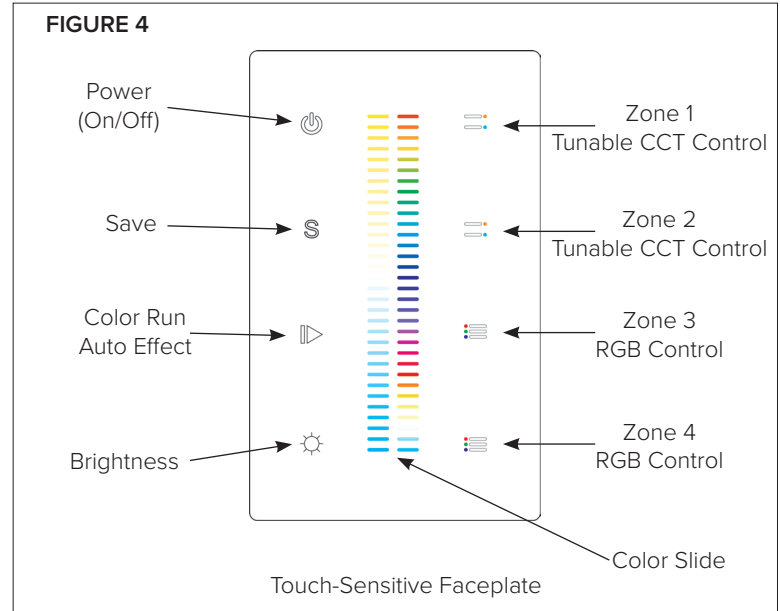 FIGURE 4
Power
(On/Off)
Save
S
Color Run
Auto Effect
Brightness
Zone 1
Tunable CCT Control
Zone 2
Tunable CCT Control
Zone 3
RGB Control
Zone 4
RGB Control
Color Slide
Touch-Sensitive Faceplate